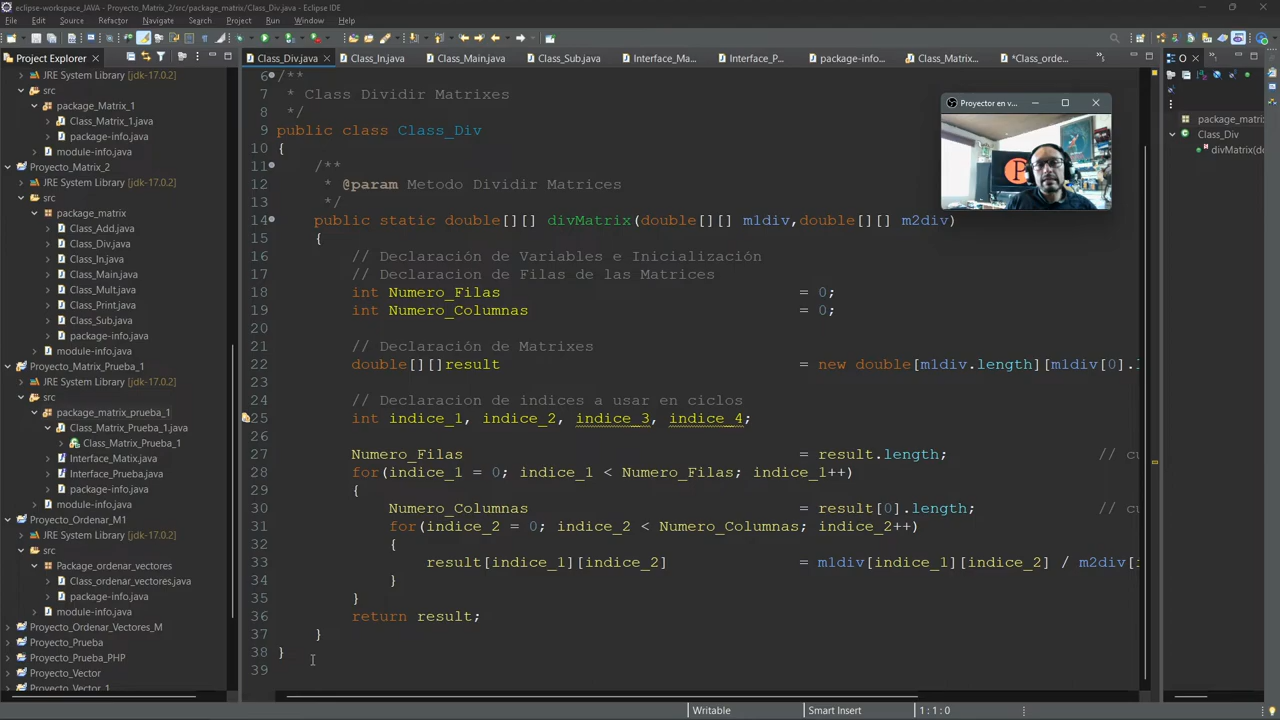 eclipse-workspace_JAVA - Proyecto_Matrix_2/src/package_matrix/Class_Div.java - Eclipse IDE
File Edit Source Refactor Navigate Search Project Run Window Help
Project Explorer
Class_Div.java Class_In.java Class_Main.java Class_Sub.java Interface_Ma... Interface_P... package-info... Class_Matrix... *Class_orde...
JRE System Library [jdk-17.0.2]
src
package_Matrix_1
Class_Matrix_1.java
package-info.java
module-info.java
Proyecto_Matrix_2
JRE System Library [jdk-17.0.2]
src
package_matrix
Class_Add.java
Class_Div.java
Class_In.java
Class_Main.java
Class_Mult.java
Class_Print.java
Class_Sub.java
package-info.java
module-info.java
Proyecto_Matrix_Prueba_1
JRE System Library [jdk-17.0.2]
src
package_matrix_prueba_1
Class_Matrix_Prueba_1.java
Class_Matrix_Prueba_1
Interface_Matix.java
Interface_Prueba.java
package-info.java
module-info.java
Proyecto_Ordenar_M1
JRE System Library [jdk-17.0.2]
src
Package_ordenar_vectores
Class_ordenar_vectores.java
package-info.java
module-info.java
Proyecto_Ordenar_Vectores_M
Proyecto_Prueba
Proyecto_Prueba_PHP
Proyecto_Vector
Proyecto_Vector_1
6 /**
7 * Class Dividir Matrixes
8 */
9 public class Class_Div
10 {
11 /**
12 * @param Metodo Dividir Matrices
13 */
14 public static double[][] divMatrix(double[][] m1div,double[][] m2div)
15 {
16 // Declaración de Variables e Inicialización
17 // Declaracion de Filas de las Matrices
18 int Numero_Filas = 0;
19 int Numero_Columnas = 0;
20
21 // Declaración de Matrixes
22 double[][]result = new double[m1div.length][m1div[0].l
23
24 // Declaracion de indices a usar en ciclos
25 int indice_1, indice_2, indice_3, indice_4;
26
27 Numero_Filas = result.length; // cu
28 for(indice_1 = 0; indice_1 < Numero_Filas; indice_1++)
29 {
30 Numero_Columnas = result[0].length; // cu
31 for(indice_2 = 0; indice_2 < Numero_Columnas; indice_2++)
32 {
33 result[indice_1][indice_2] = m1div[indice_1][indice_2] / m2div[i
34 }
35 }
36 return result;
37 }
38 }
39
Proyector en v...
P
O
package_matrix
Class_Div
divMatrix(de
Writable Smart Insert 1 : 1 : 0